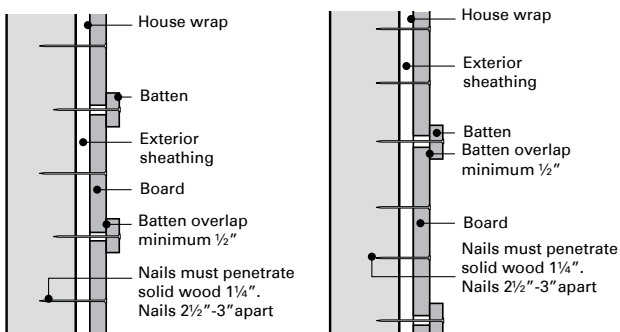 House wrap
Batten
Exterior
sheathing
Board
Batten overlap
minimum ½”
Nails must penetrate
solid wood 1¼”.
Nails 2½”-3”apart
House wrap
Exterior
sheathing
Batten
Batten overlap
minimum ½”
Board
Nails must penetrate
solid wood 1¼”.
Nails 2½”-3”apart